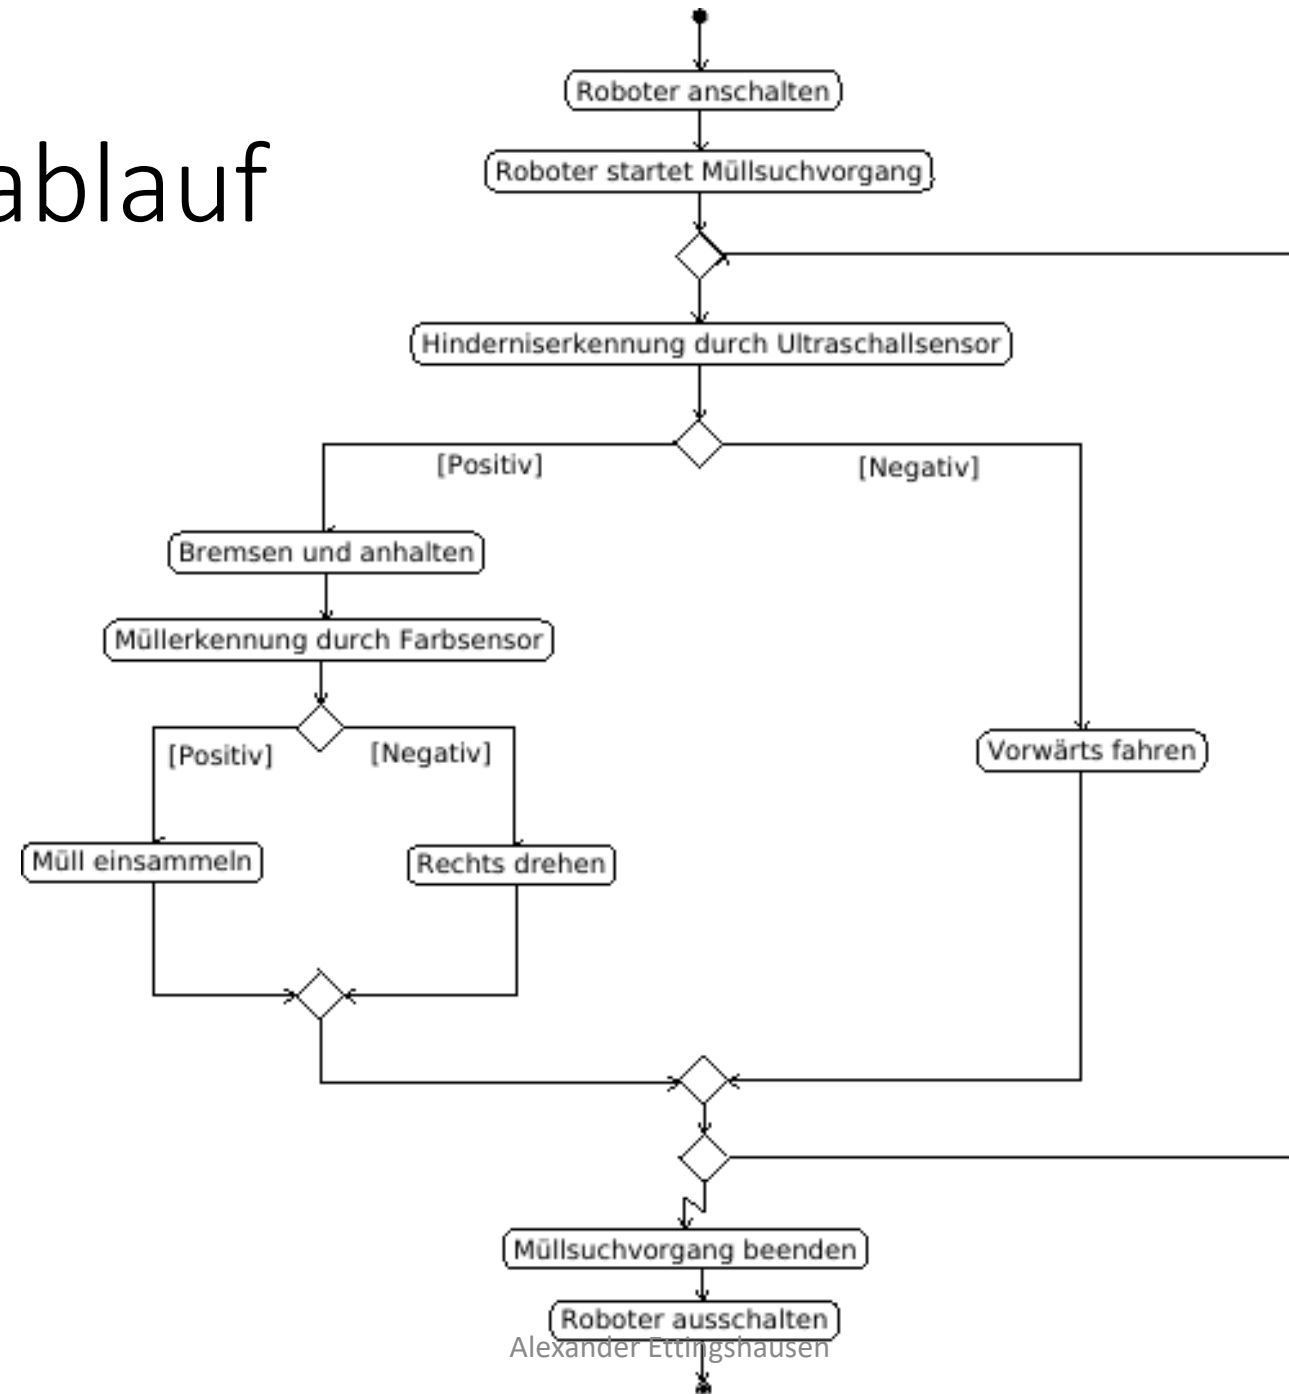 Roboter anschalten
ablauf
Roboter startet Müllsuchvorgang
Hinderniserkennung durch Ultraschallsensor
[Positiv]
[Negativ]
Bremsen und anhalten
Müllerkennung durch Farbsensor
[Positiv]
[Negativ]
Vorwärts fahren
Müll einsammeln
Rechts drehen
Müllsuchvorgang beenden
Roboter ausschalten
Alexander Ettingshausen